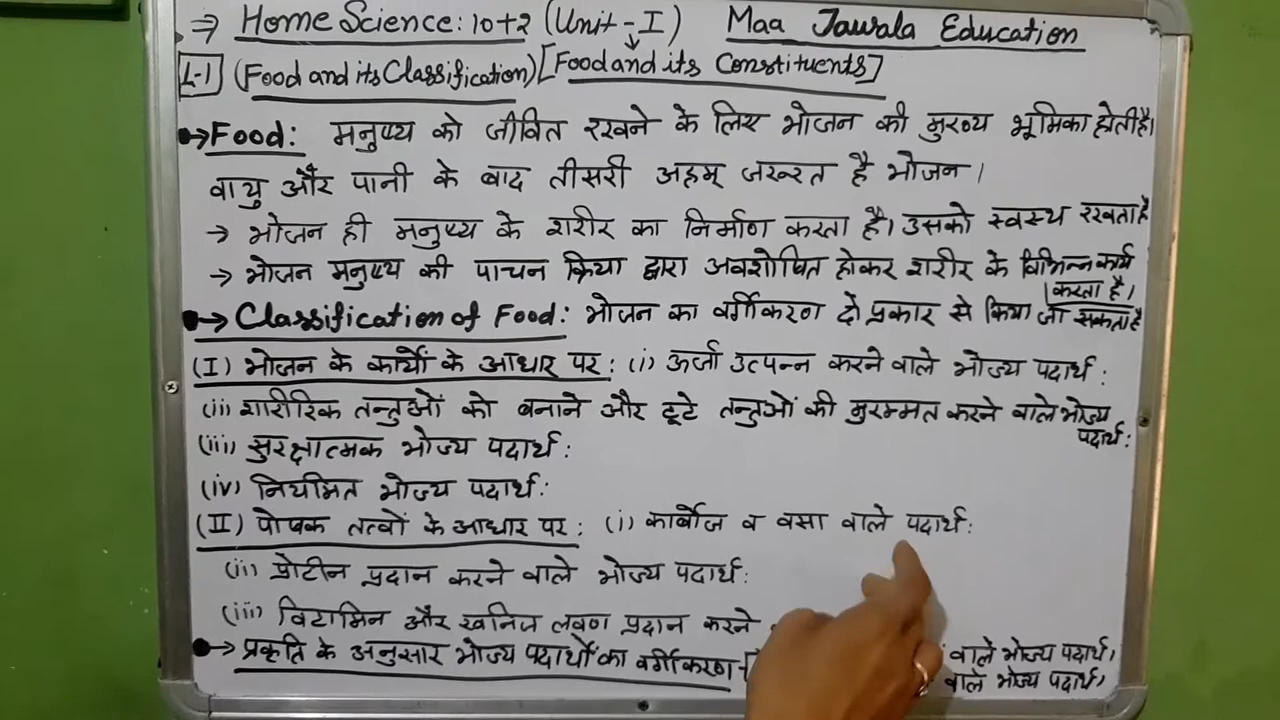 ⇒ Home Science: 10+2 (Unit-I) Maa Jawala Education
L-1 (Food and its Classification) [Food and its Constituents]
→ Food: मनुष्य को जीवित रखने के लिए भोजन की मुख्य भूमिका होती है।
वायु और पानी के बाद तीसरी अहम् जरूरत है भोजन।
→ भोजन ही मनुष्य के शरीर का निर्माण करता है। उसको स्वस्थ रखता है
→ भोजन मनुष्य की पाचन क्रिया द्वारा अवशोषित होकर शरीर के विभिन्न कार्य
करता है।
→ Classification of Food: भोजन का वर्गीकरण दो प्रकार से किया जा सकता है
(I) भोजन के कार्यों के आधार पर: (i) ऊर्जा उत्पन्न करने वाले भोज्य पदार्थ:
(ii) शारीरिक तन्तुओं को बनाने और टूटे तन्तुओं की मुरम्मत करने वाले भोज्य
पदार्थ:
(iii) सुरक्षात्मक भोज्य पदार्थ:
(iv) नियमित भोज्य पदार्थ:
(II) पोषक तत्वों के आधार पर: (i) कार्बोज व वसा वाले पदार्थ:
(ii) प्रोटीन प्रदान करने वाले भोज्य पदार्थ:
(iii) विटामिन और खनिज लवण प्रदान करने
वाले भोज्य पदार्थ,
→ प्रकृति के अनुसार भोज्य पदार्थों का वर्गीकरण-
वाले भोज्य पदार्थ,